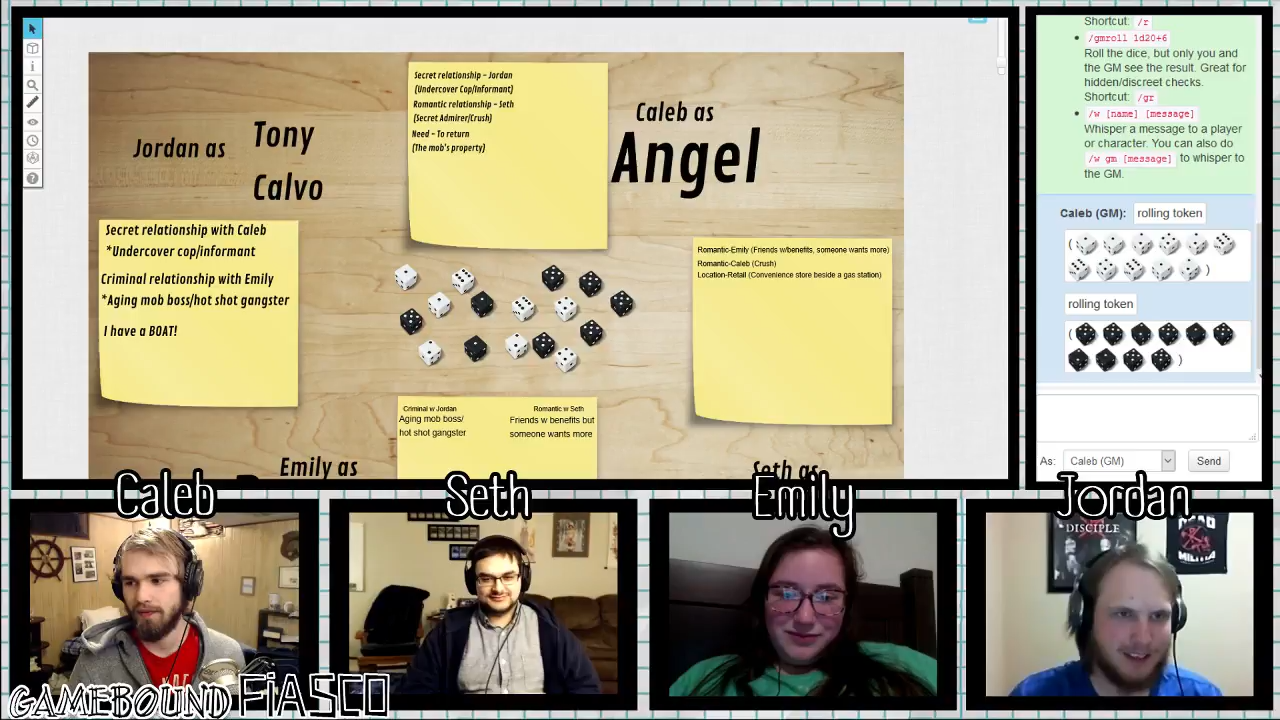 Jordan as
Tony
Calvo
Secret relationship with Caleb
*Undercover cop/informant
Criminal relationship with Emily
*Aging mob boss/hot shot gangster
I have a BOAT!
Secret relationship - Jordan
(Undercover Cop/Informant)
Romantic relationship - Seth
(Secret Admirer/Crush)
Need - To return
(The mob's property)
Caleb as
Angel
Romantic-Emily (Friends w/benefits, someone wants more)
Romantic-Caleb (Crush)
Location-Retail (Convenience store beside a gas station)
Criminal w Jordan
Aging mob boss/
hot shot gangster
Romantic w Seth
Friends w benefits but
someone wants more
Emily as
Seth as
Shortcut: /r
/gmroll 1d20+6
Roll the dice, but only you and
the GM see the result. Great for
hidden/discreet checks.
Shortcut: /gr
/w [name] [message]
Whisper a message to a player
or character. You can also do
/w gm [message] to whisper to
the GM.
Caleb (GM): rolling token
(
)
rolling token
(
)
As: Caleb (GM) Send
Caleb
Seth
Emily
Jordan
DISCIPLE
GAMEBOUND FiASCO